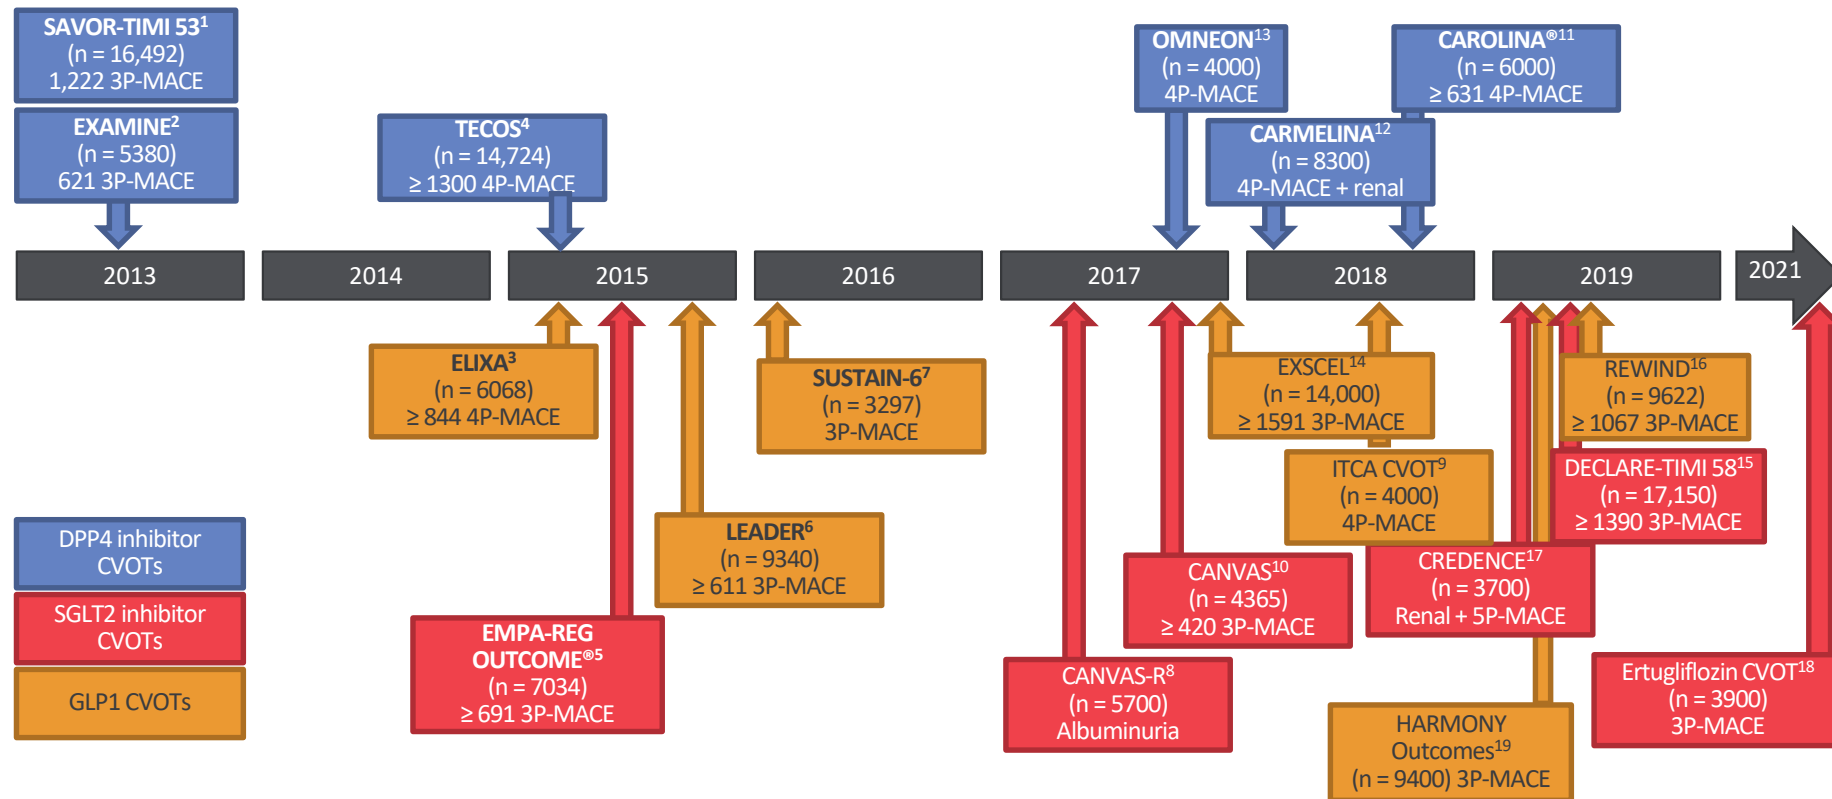 SAVOR-TIMI 53¹
(n = 16,492)
1,222 3P-MACE
EXAMINE²
(n = 5380)
621 3P-MACE
TECOS⁴
(n = 14,724)
≥ 1300 4P-MACE
OMNEON¹³
(n = 4000)
4P-MACE
CARMELINA¹²
(n = 8300)
4P-MACE + renal
CAROLINA®¹¹
(n = 6000)
≥ 631 4P-MACE
2013
2014
2015
2016
2017
2018
2019
2021
ELIXA³
(n = 6068)
≥ 844 4P-MACE
SUSTAIN-6⁷
(n = 3297)
3P-MACE
EXSCEL¹⁴
(n = 14,000)
≥ 1591 3P-MACE
REWIND¹⁶
(n = 9622)
≥ 1067 3P-MACE
ITCA CVOT⁹
(n = 4000)
4P-MACE
DECLARE-TIMI 58¹⁵
(n = 17,150)
≥ 1390 3P-MACE
LEADER⁶
(n = 9340)
≥ 611 3P-MACE
CANVAS¹⁰
(n = 4365)
≥ 420 3P-MACE
CREDENCE¹⁷
(n = 3700)
Renal + 5P-MACE
EMPA-REG
OUTCOME®⁵
(n = 7034)
≥ 691 3P-MACE
CANVAS-R⁸
(n = 5700)
Albuminuria
Ertugliflozin CVOT¹⁸
(n = 3900)
3P-MACE
HARMONY
Outcomes¹⁹
(n = 9400) 3P-MACE
DPP4 inhibitor
CVOTs
SGLT2 inhibitor
CVOTs
GLP1 CVOTs